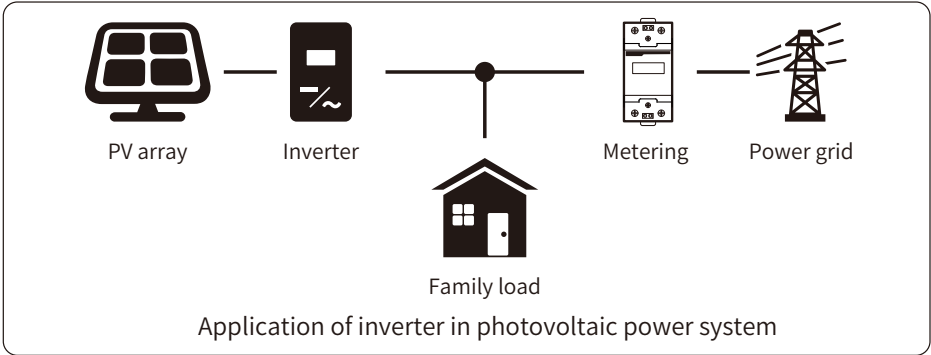 PV array
Inverter
Metering
Power grid
Family load
Application of inverter in photovoltaic power system